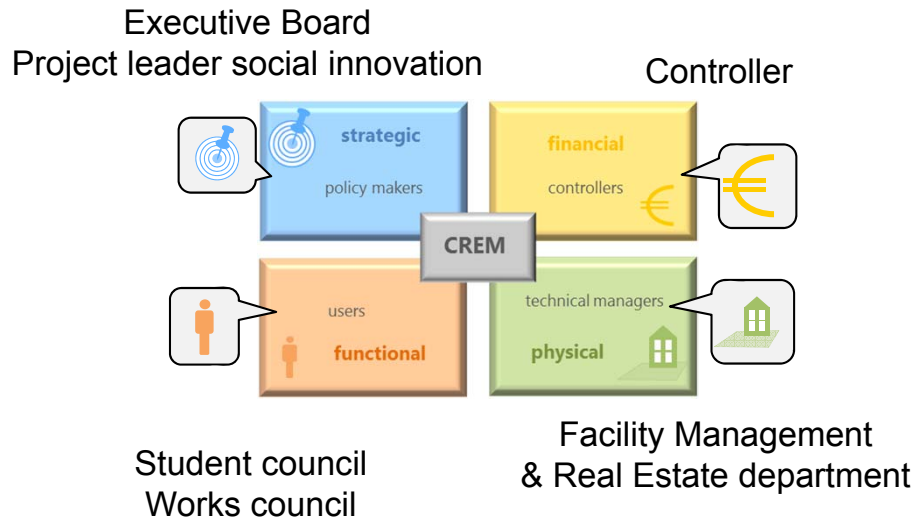 Executive Board
Project leader social innovation
Controller
strategic
policy makers
financial
controllers
CREM
users
functional
technical managers
physical
Student council
Works council
Facility Management
& Real Estate department